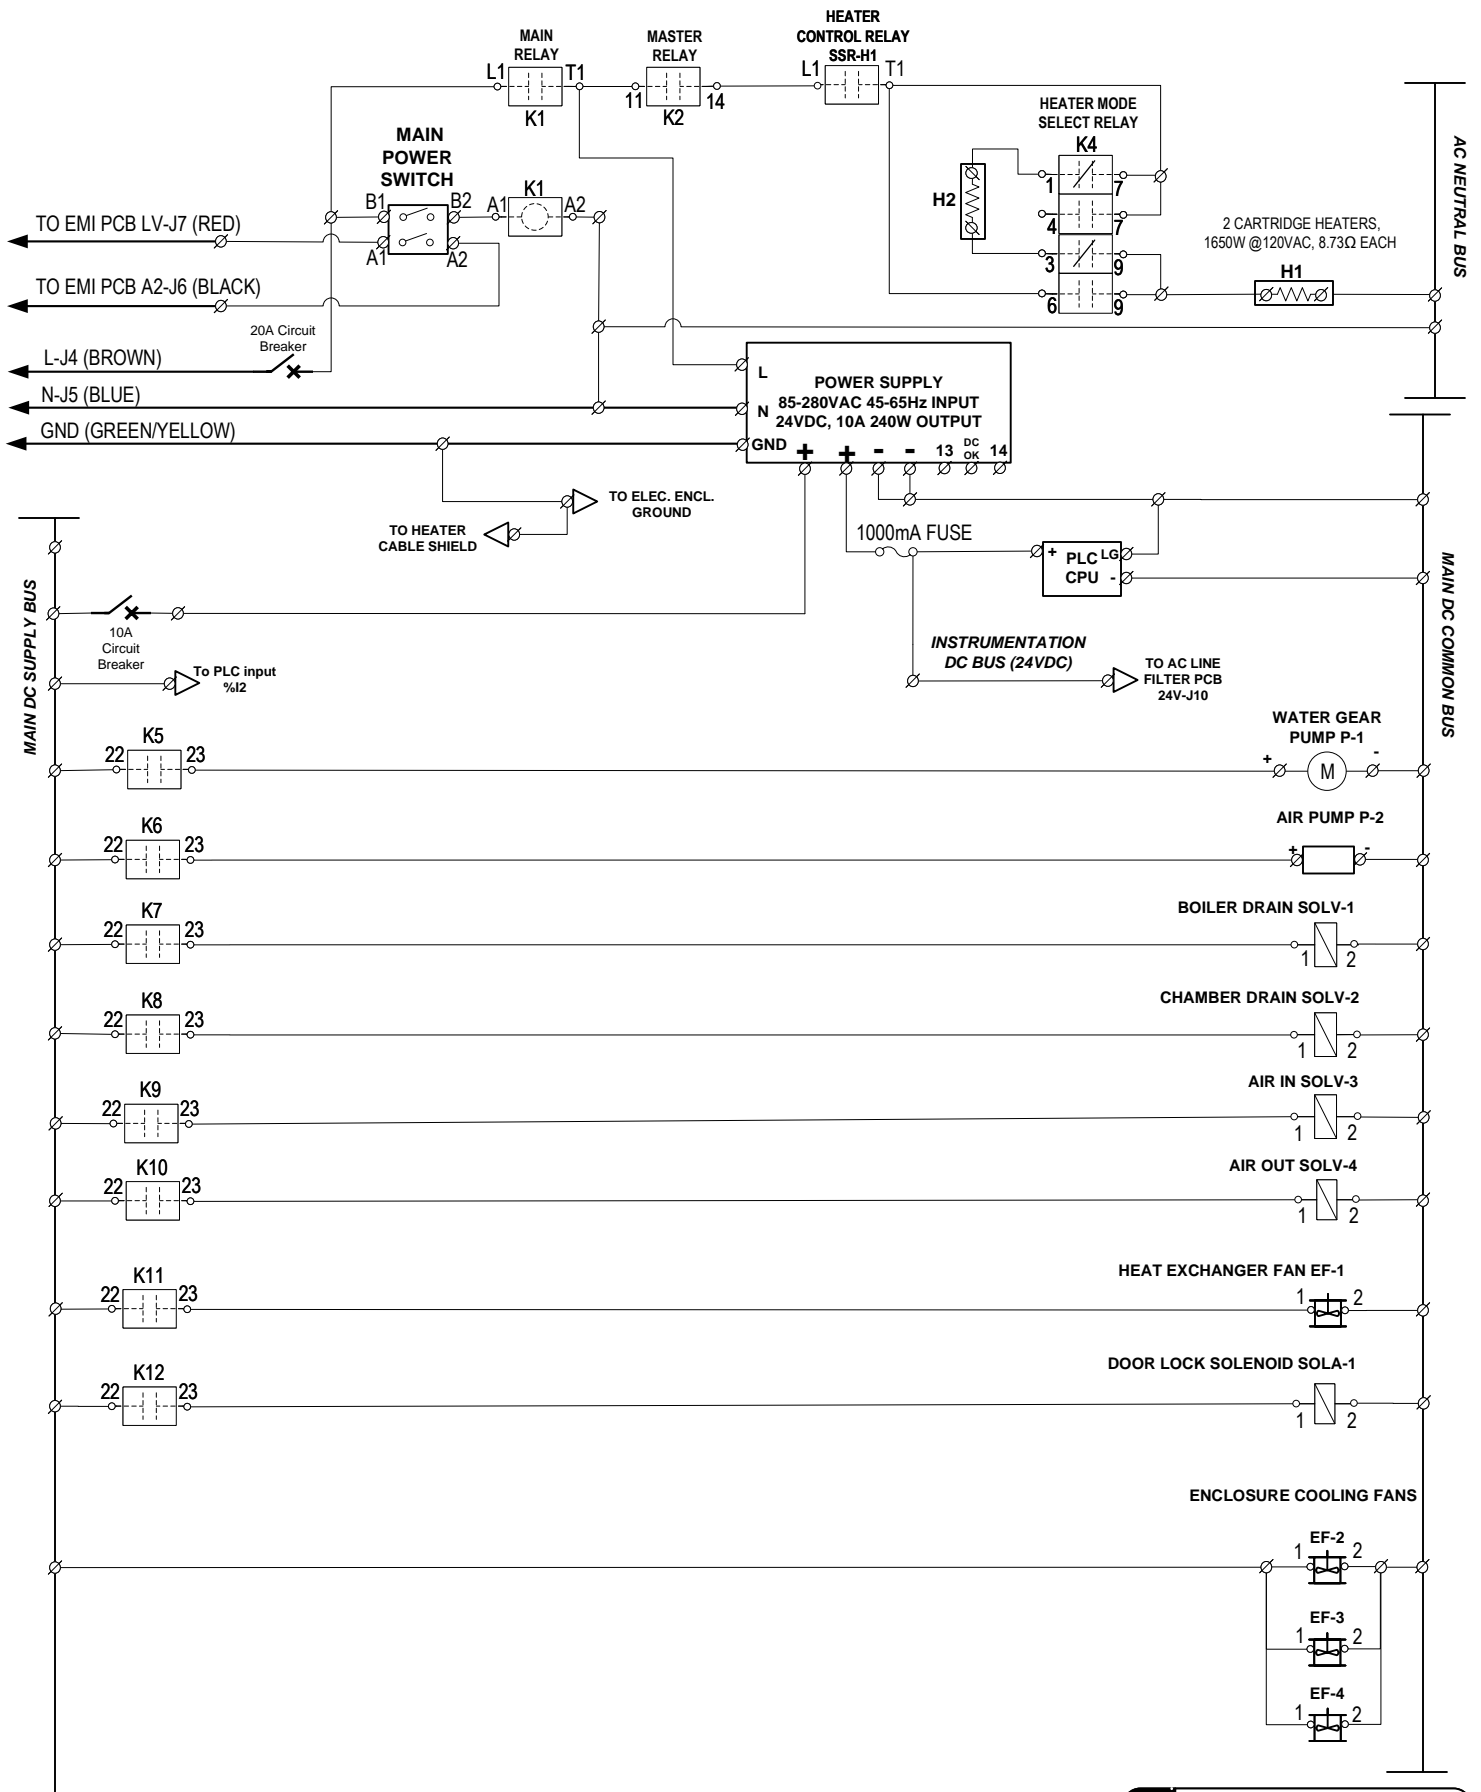 HEATER
CONTROL RELAY
SSR-H1
MAIN
RELAY
MASTER
RELAY
L1
T1
11
14
L1
T1
K1
K2
HEATER MODE
SELECT RELAY
K4
MAIN
POWER
SWITCH
AC NEUTRAL BUS
B1
B2
A1
K1
A2
1
7
H2
4
7
TO EMI PCB LV-J7 (RED)
A1
A2
2 CARTRIDGE HEATERS,
1650W @120VAC, 8.73Ω EACH
3
9
H1
TO EMI PCB A2-J6 (BLACK)
6
9
20A Circuit
Breaker
L-J4 (BROWN)
L
POWER SUPPLY
85-280VAC 45-65Hz INPUT
24VDC, 10A 240W OUTPUT
N-J5 (BLUE)
N
GND (GREEN/YELLOW)
GND
+
+
-
-
13
DC
OK
14
TO ELEC. ENCL.
GROUND
TO HEATER
CABLE SHIELD
1000mA FUSE
+
PLC
CPU
LG
-
MAIN DC SUPPLY BUS
MAIN DC COMMON BUS
10A
Circuit
Breaker
To PLC input
%I2
INSTRUMENTATION
DC BUS (24VDC)
TO AC LINE
FILTER PCB
24V-J10
WATER GEAR
PUMP P-1
K5
22
23
+
M
-
AIR PUMP P-2
K6
22
23
+
-
BOILER DRAIN SOLV-1
K7
22
23
1
2
CHAMBER DRAIN SOLV-2
K8
22
23
1
2
AIR IN SOLV-3
K9
22
23
1
2
AIR OUT SOLV-4
K10
22
23
1
2
HEAT EXCHANGER FAN EF-1
K11
22
23
1
2
DOOR LOCK SOLENOID SOLA-1
K12
22
23
1
2
ENCLOSURE COOLING FANS
EF-2
1
2
EF-3
1
2
EF-4
1
2